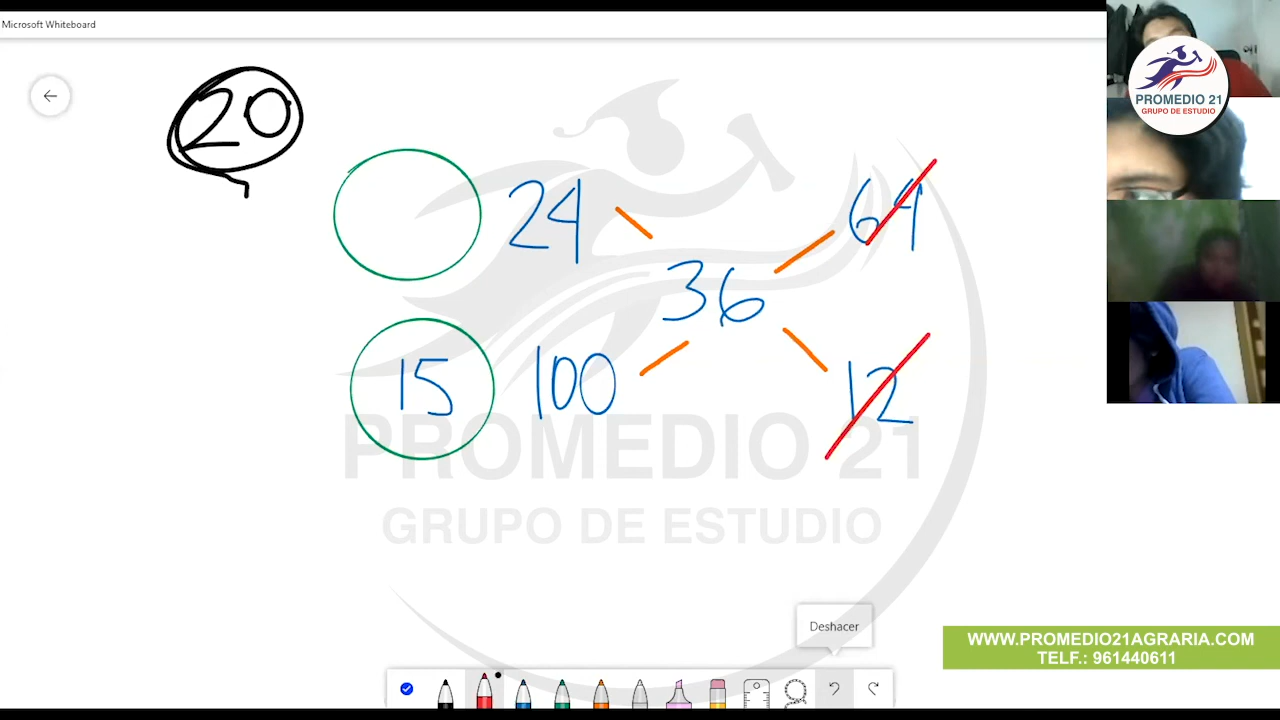 Microsoft Whiteboard
PROMEDIO 21
GRUPO DE ESTUDIO
20
24
64
36
15
100
12
PROMEDIO 21
GRUPO DE ESTUDIO
Deshacer
WWW.PROMEDIO21AGRARIA.COM
TELF.: 961440611